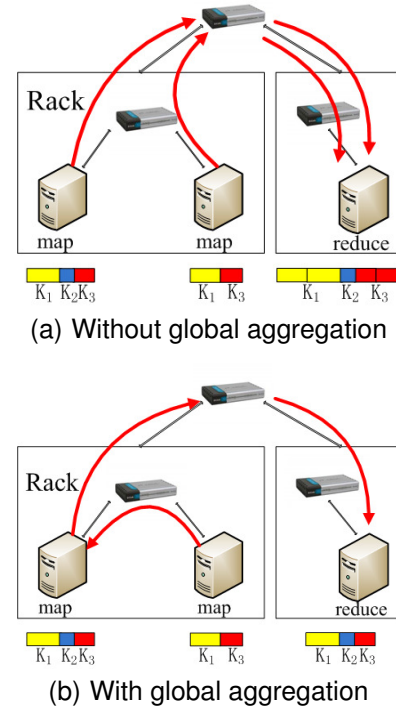 Rack
map map reduce
K₁ K₂ K₃ K₁ K₃ K₁ K₂ K₃
(a) Without global aggregation
Rack
map map reduce
K₁ K₂ K₃ K₁ K₃ K₁ K₂ K₃
(b) With global aggregation